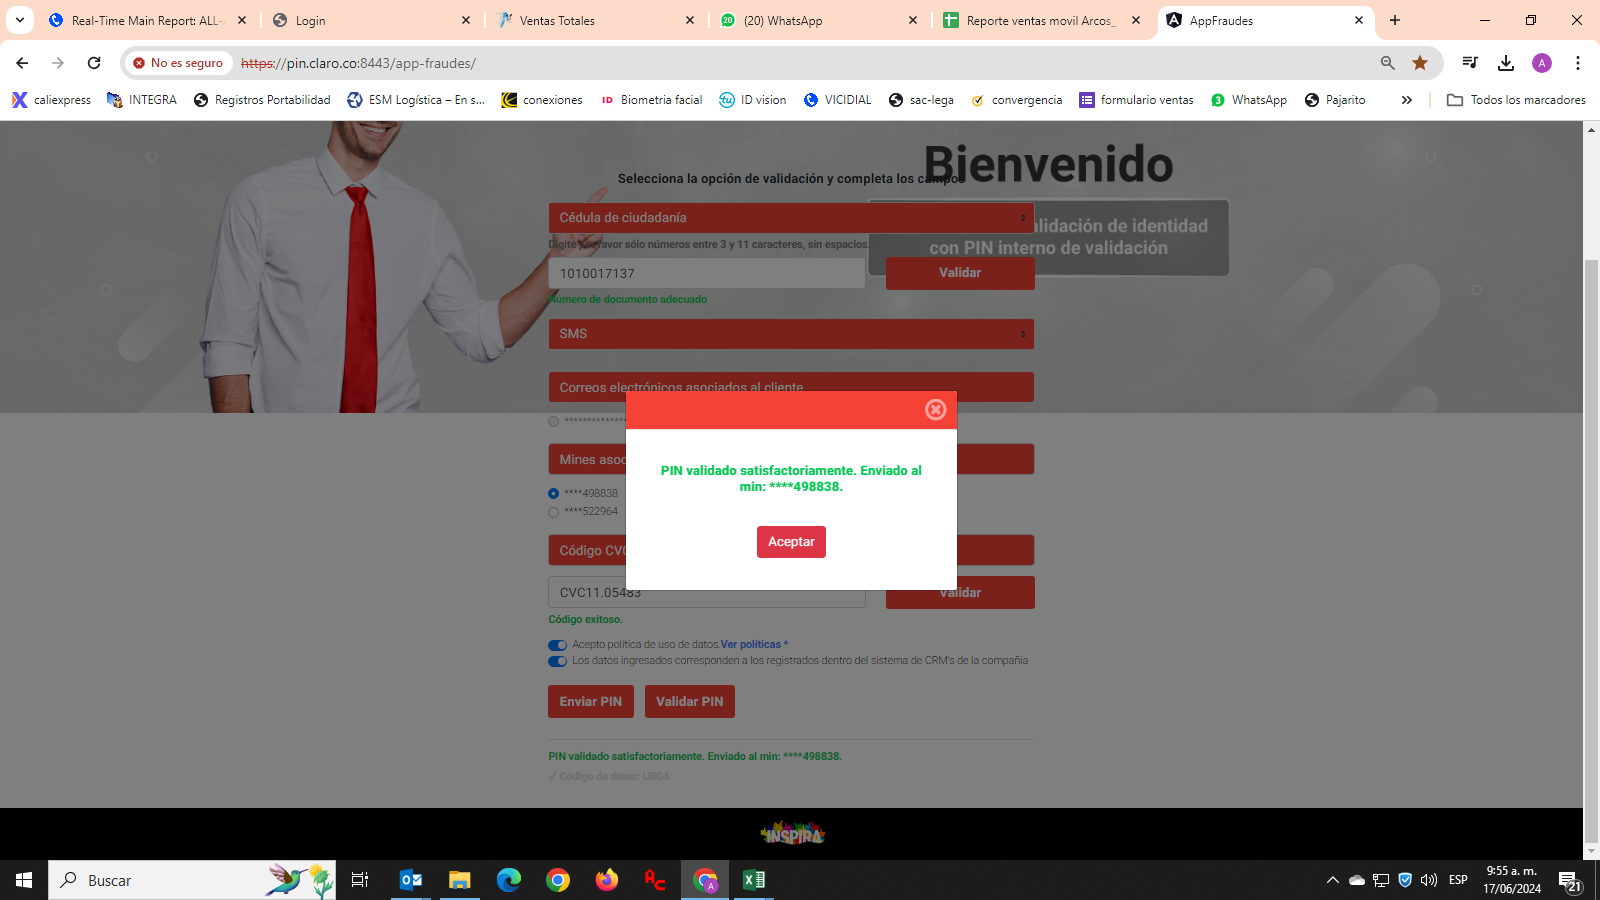 Real-Time Main Report: ALL-
Login
Ventas Totales
(20) WhatsApp
Reporte ventas movil Arcos_
AppFraudes
No es seguro
https://pin.claro.co:8443/app-fraudes/
A
caliexpress
INTEGRA
Registros Portabilidad
ESM Logística – En s...
conexiones
ID
Biometria facial
ID vision
VICIDIAL
sac-lega
convergencia
formulario ventas
3
WhatsApp
Pajarito
Todos los marcadores
Bienvenido
Selecciona la opción de validación y completa los campos
Cédula de ciudadanía
lidación de identidad
con PIN interno de validación
Digite por favor sólo números entre 3 y 11 caracteres, sin espacios.
1010017137
Validar
Número de documento adecuado
SMS
Correos electrónicos asociados al cliente
Mines asoc
****498838
****522964
PIN validado satisfactoriamente. Enviado al
min: ****498838.
Aceptar
Código CVC
CVC11.05483
Validar
Código exitoso.
Acepto política de uso de datos.Ver políticas *
Los datos ingresados corresponden a los registrados dentro del sistema de CRM's de la compañia
Enviar PIN
Validar PIN
PIN validado satisfactoriamente. Enviado al min: ****498838.
✓ Código de datos: UR04
INSPIRA
Buscar
ESP
9:55 a. m.
17/06/2024
21